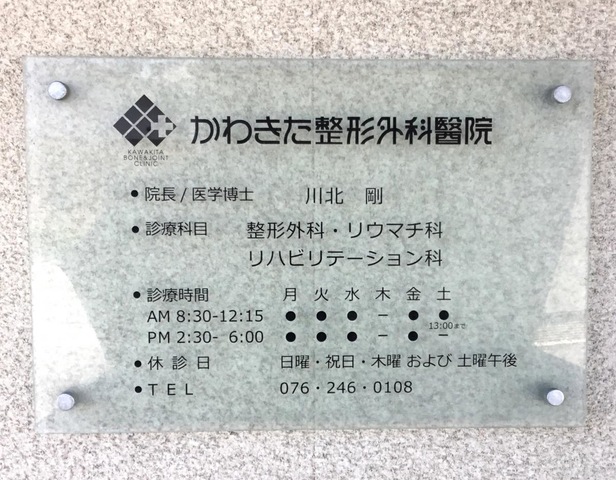 かわきた整形外科醫院
KAWAKITA
BONE&JOINT
CLINIC
●院長/医学博士 川北 剛
●診療科目 整形外科・リウマチ科
リハビリテーション科
●診療時間 月 火 水 木 金 土
AM 8:30-12:15 ● ● ● － ● ●
13:00まで
PM 2:30- 6:00 ● ● ● － ● －
●休診日 日曜・祝日・木曜 および 土曜午後
●TEL 076・246・0108